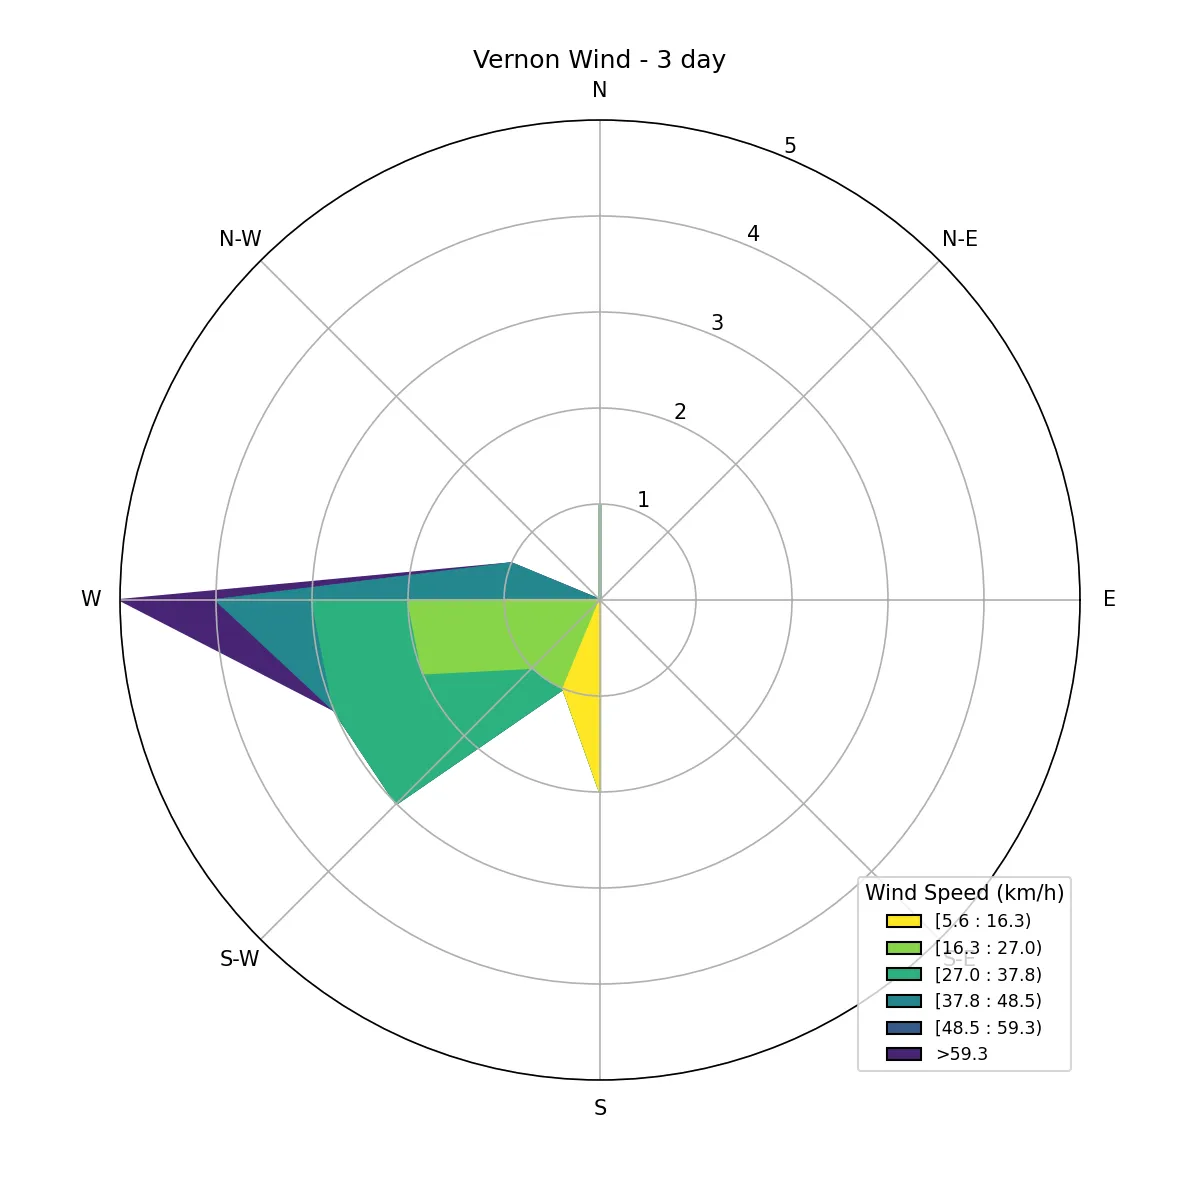 Vernon Wind - 3 day
N
5
N-W
N-E
4
3
2
1
W
E
S-W
S-E
S
Wind Speed (km/h)
[5.6 : 16.3)
[16.3 : 27.0)
[27.0 : 37.8)
[37.8 : 48.5)
[48.5 : 59.3)
>59.3